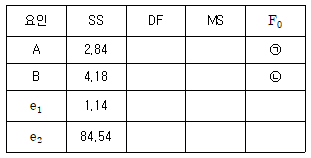 요인 SS DF MS F₀
A 2.84 ㉠
B 4.18 ㉡
e₁ 1.14
e₂ 84.54